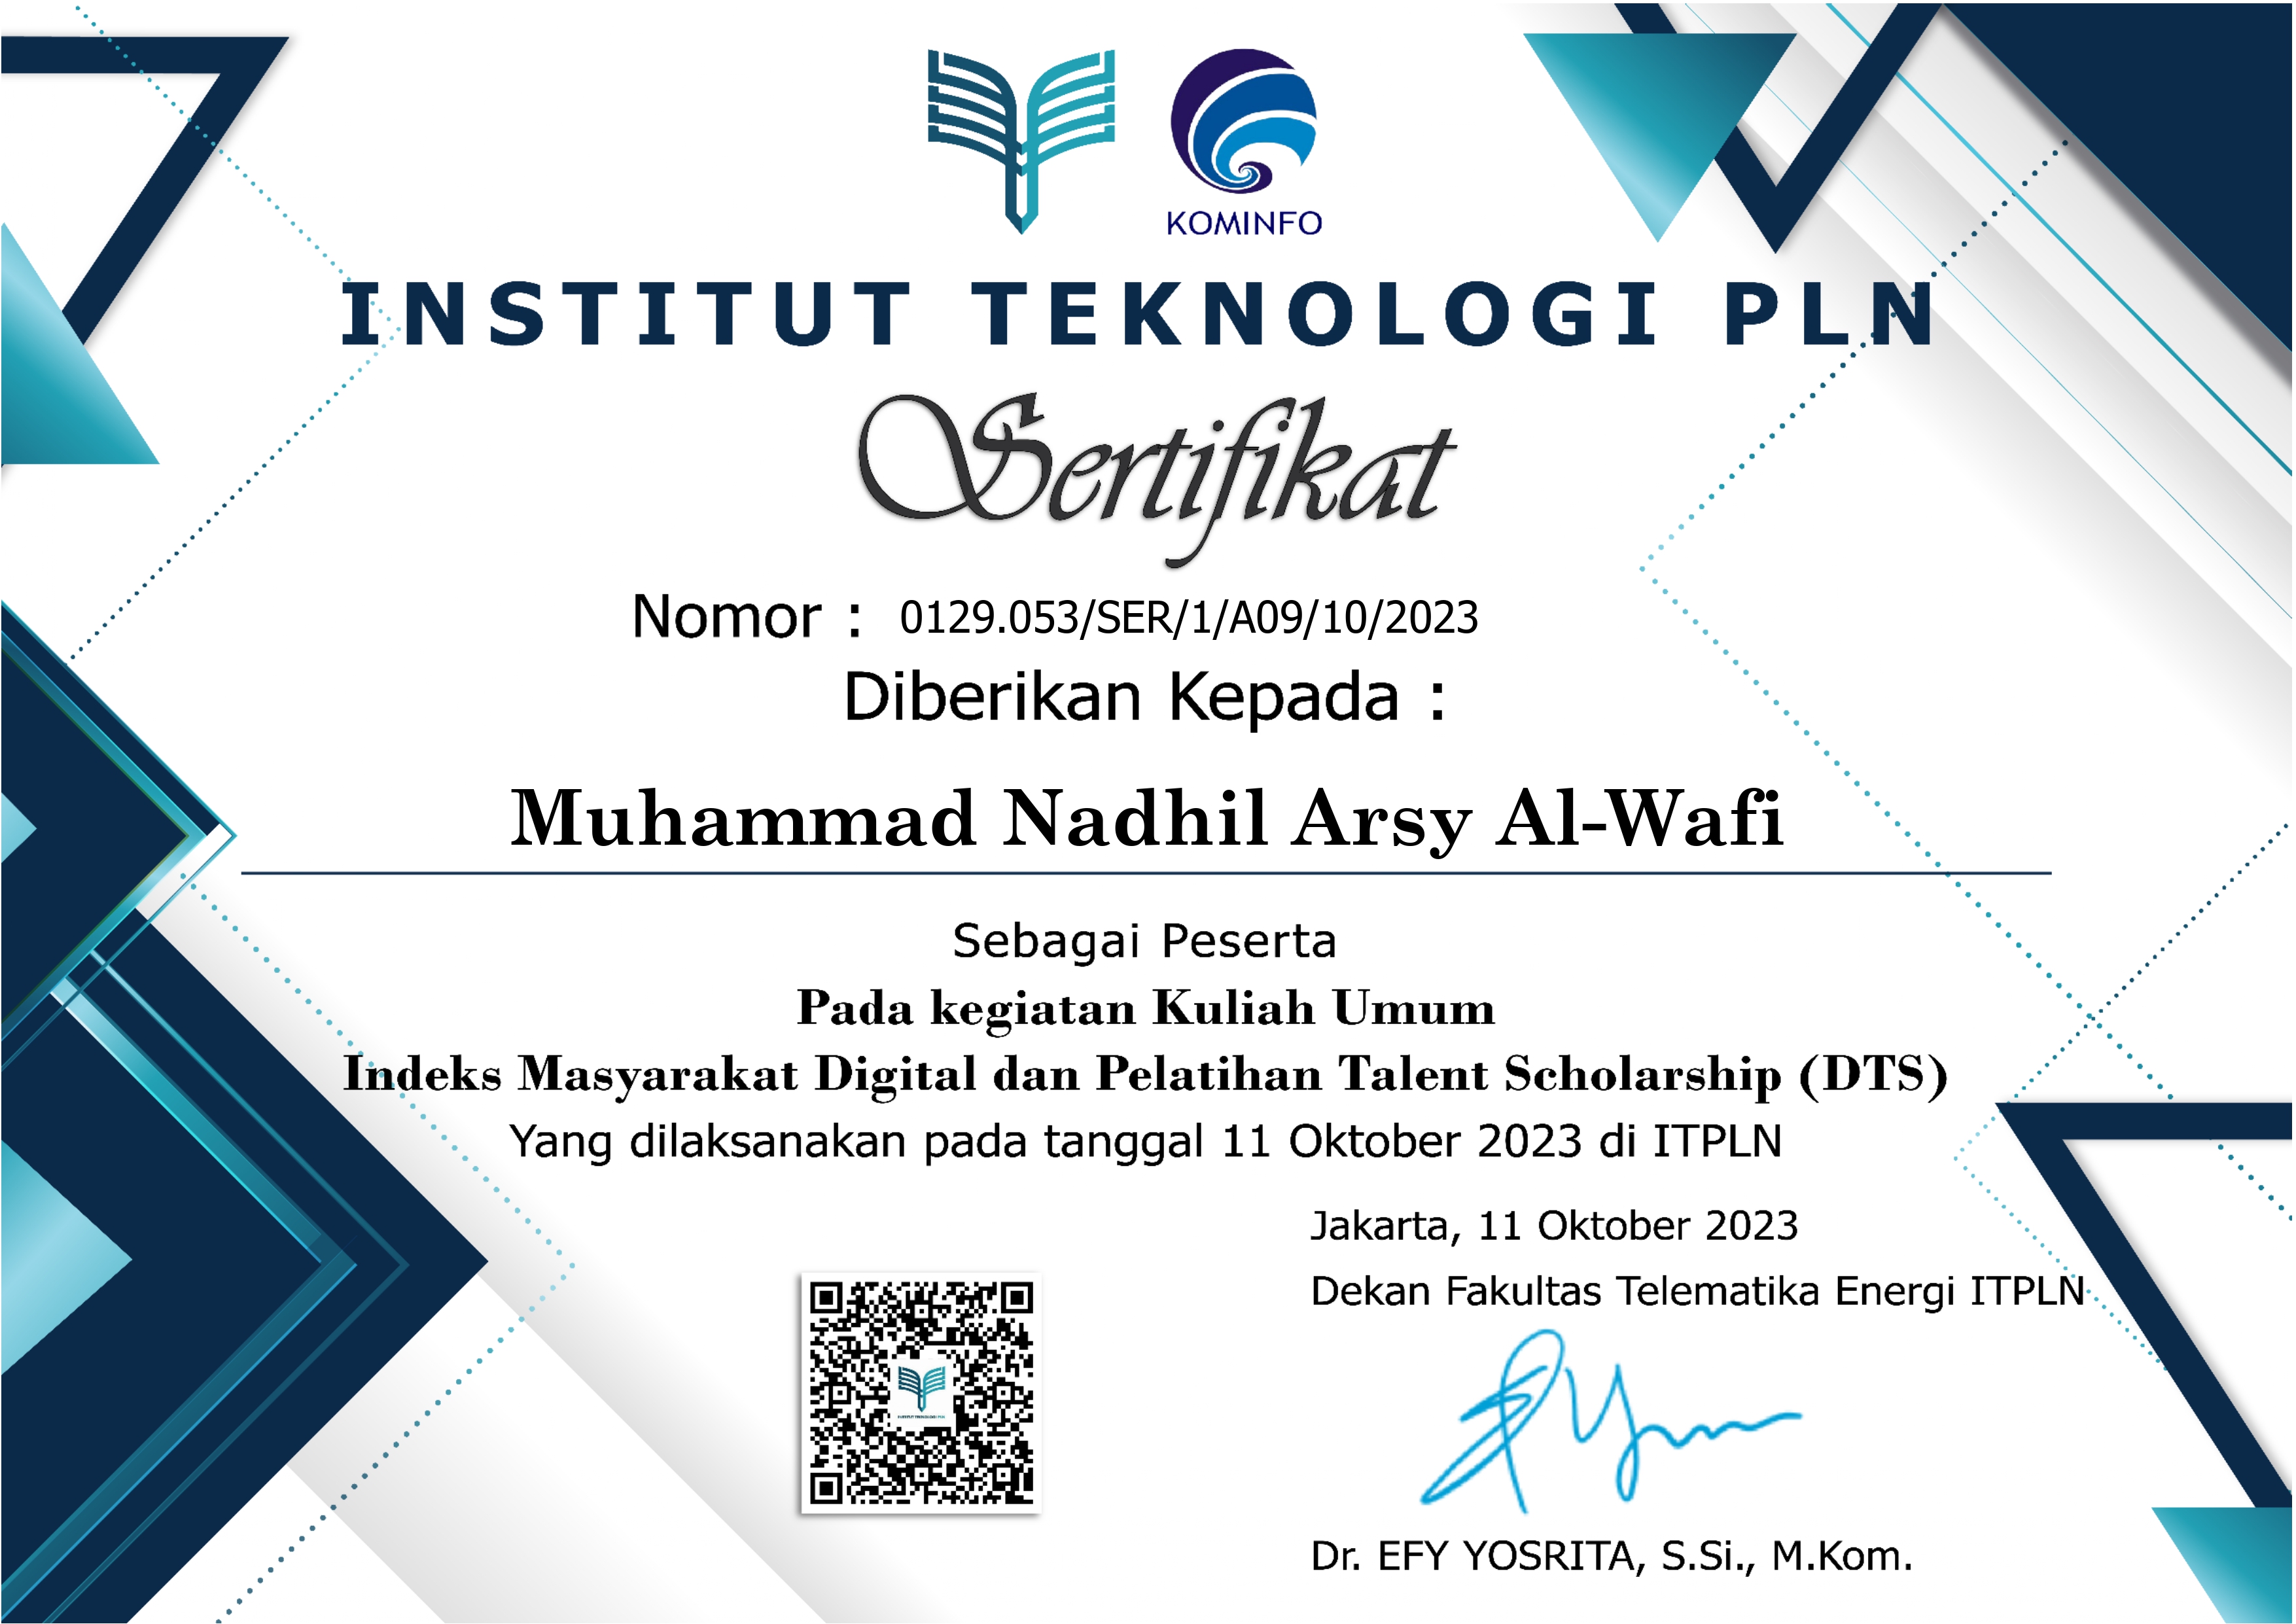 KOMINFO
INSTITUT TEKNOLOGI PLN
Sertifikat
Nomor : 0129.053/SER/1/A09/10/2023
Diberikan Kepada :
Muhammad Nadhil Arsy Al-Wafi
Sebagai Peserta
Pada kegiatan Kuliah Umum
Indeks Masyarakat Digital dan Pelatihan Talent Scholarship (DTS)
Yang dilaksanakan pada tanggal 11 Oktober 2023 di ITPLN
Jakarta, 11 Oktober 2023
Dekan Fakultas Telematika Energi ITPLN
INSTITUT TEKNOLOGI PLN
Dr. EFY YOSRITA, S.Si., M.Kom.